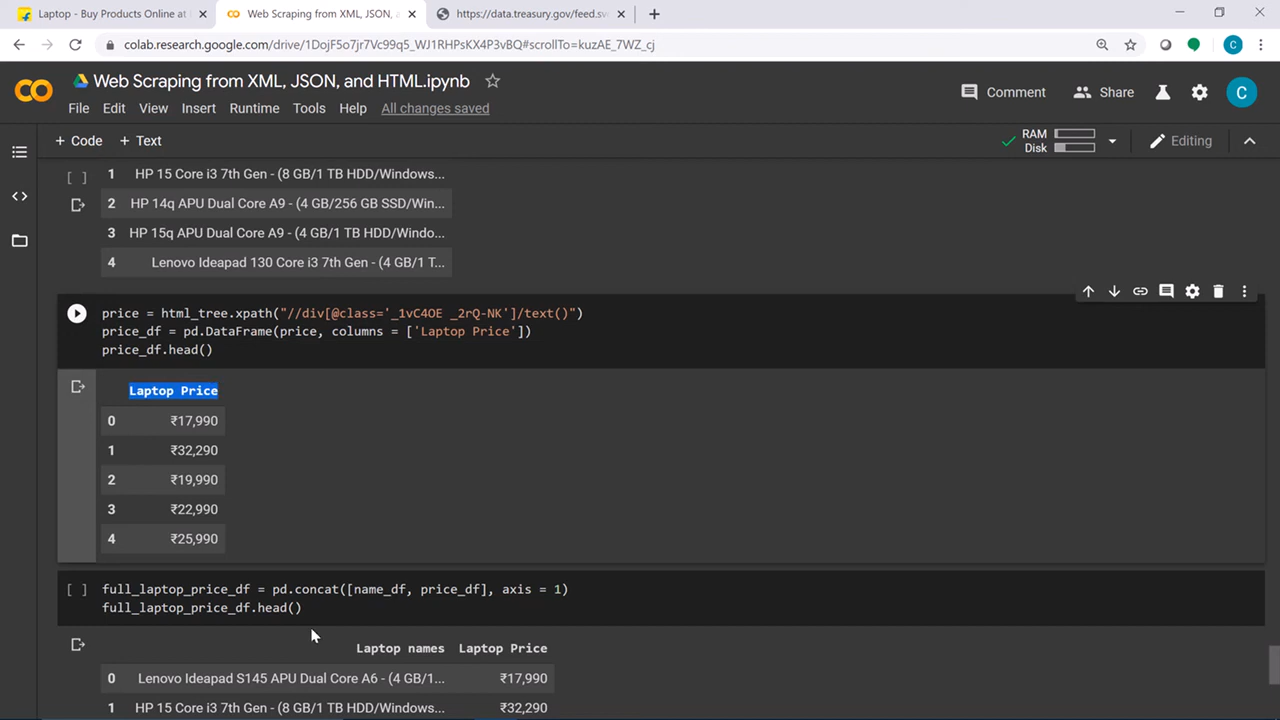 Laptop - Buy Products Online at
Web Scraping from XML, JSON, a
https://data.treasury.gov/feed.sv
colab.research.google.com/drive/1DojF5o7jr7Vc99q5_WJ1RHPsKX4P3vBQ#scrollTo=kuzAE_7WZ_cj
C
Web Scraping from XML, JSON, and HTML.ipynb
Comment
Share
C
File Edit View Insert Runtime Tools Help All changes saved
+ Code + Text
RAM
Disk
Editing
[ ] 1 HP 15 Core i3 7th Gen - (8 GB/1 TB HDD/Windows...
2 HP 14q APU Dual Core A9 - (4 GB/256 GB SSD/Win...
3 HP 15q APU Dual Core A9 - (4 GB/1 TB HDD/Windo...
4 Lenovo Ideapad 130 Core i3 7th Gen - (4 GB/1 T...
price = html_tree.xpath("//div[@class='_1vC4OE _2rQ-NK']/text()")
price_df = pd.DataFrame(price, columns = ['Laptop Price'])
price_df.head()
Laptop Price
0 ₹17,990
1 ₹32,290
2 ₹19,990
3 ₹22,990
4 ₹25,990
[ ] full_laptop_price_df = pd.concat([name_df, price_df], axis = 1)
full_laptop_price_df.head()
Laptop names Laptop Price
0 Lenovo Ideapad S145 APU Dual Core A6 - (4 GB/1... ₹17,990
1 HP 15 Core i3 7th Gen - (8 GB/1 TB HDD/Windows... ₹32,290